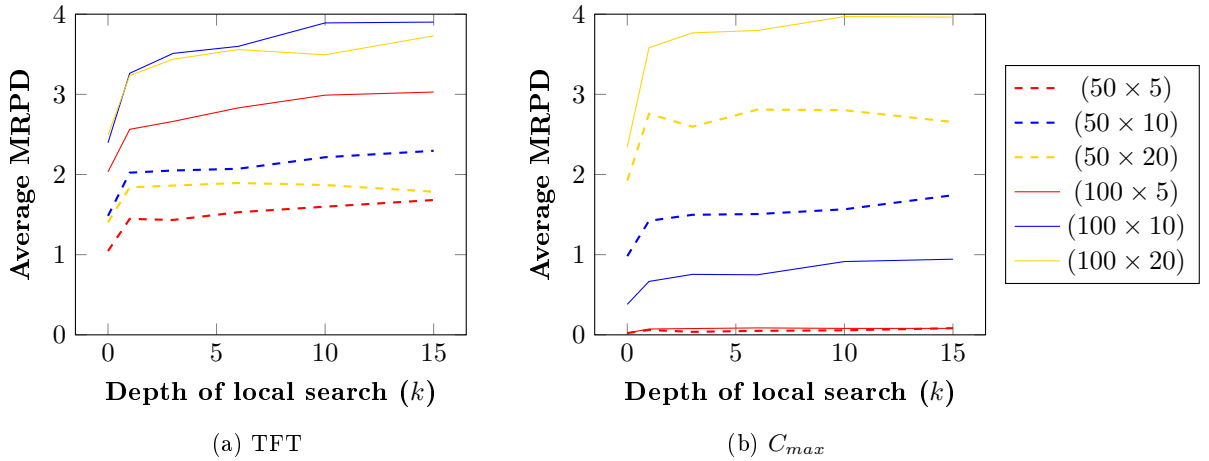 4
3
2
1
0
Average MRPD
0 5 10 15
Depth of local search (k)
(a) TFT
4
3
2
1
0
Average MRPD
0 5 10 15
Depth of local search (k)
(b) C_{max}
(50 × 5)
(50 × 10)
(50 × 20)
(100 × 5)
(100 × 10)
(100 × 20)